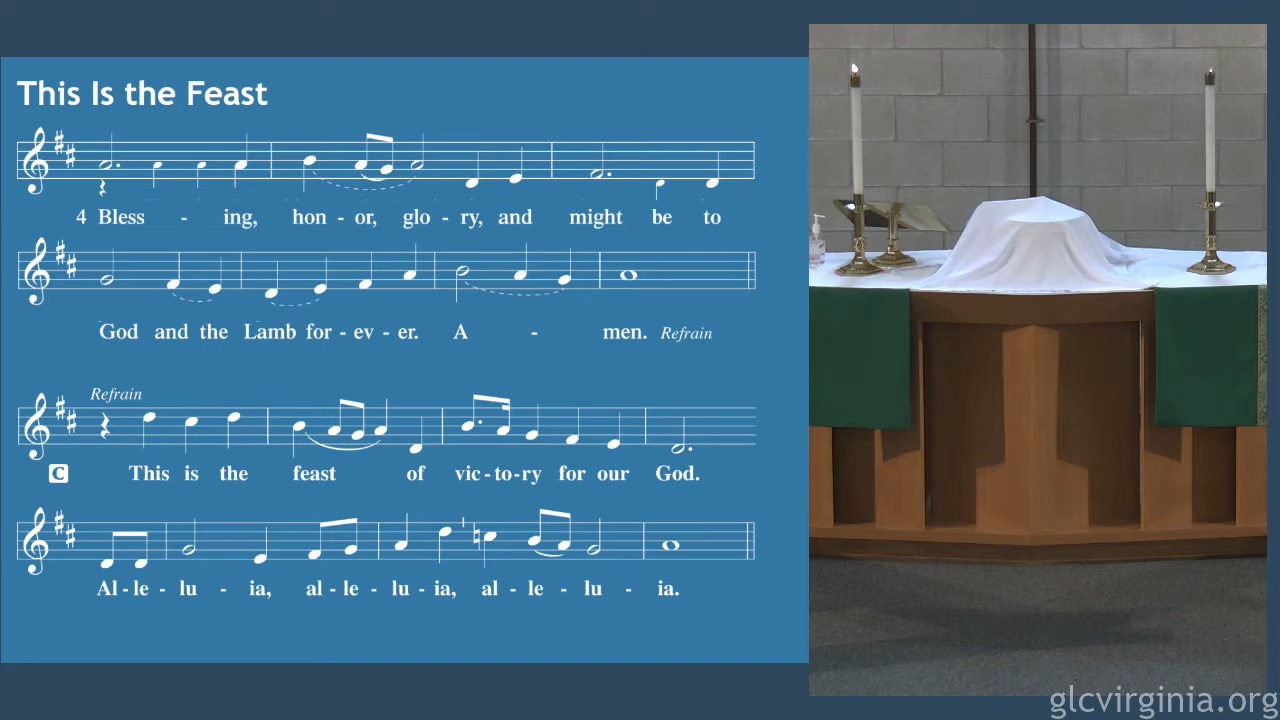 This Is the Feast
4 Bless - ing, hon - or, glo - ry, and might be to
God and the Lamb for - ev - er. A - men. Refrain
Refrain
C This is the feast of vic - to - ry for our God.
Al - le - lu - ia, al - le - lu - ia, al - le - lu - ia.
glcvirginia.org